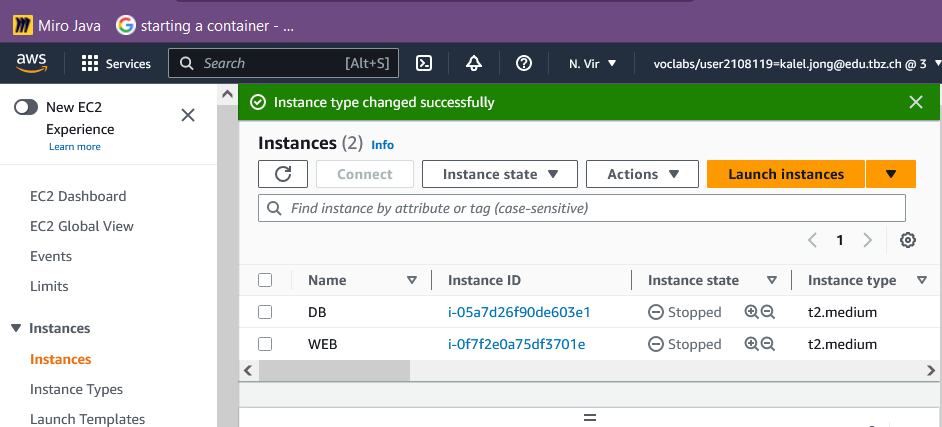 Miro Java
starting a container - ...
aws
Services
Search
[Alt+S]
N. Vir
voclabs/user2108119=kalel.jong@edu.tbz.ch @ 3
New EC2
Experience
Learn more
EC2 Dashboard
EC2 Global View
Events
Limits
Instances
Instances
Instance Types
Launch Templates
Instance type changed successfully
Instances (2) Info
Connect
Instance state
Actions
Launch instances
Find instance by attribute or tag (case-sensitive)
1
Name Instance ID Instance state Instance type
DB i-05a7d26f90de603e1 Stopped t2.medium
WEB i-0f7f2e0a75df3701e Stopped t2.medium